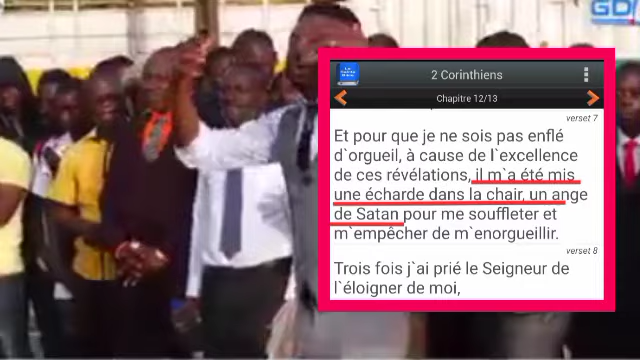 GDA
2 Corinthiens
Chapitre 12/13
verset 7
Et pour que je ne sois pas enflé
d`orgueil, à cause de l`excellence
de ces révélations, il m`a été mis
une écharde dans la chair, un ange
de Satan pour me souffleter et
m`empêcher de m`enorgueillir.
verset 8
Trois fois j`ai prié le Seigneur de
l`éloigner de moi,